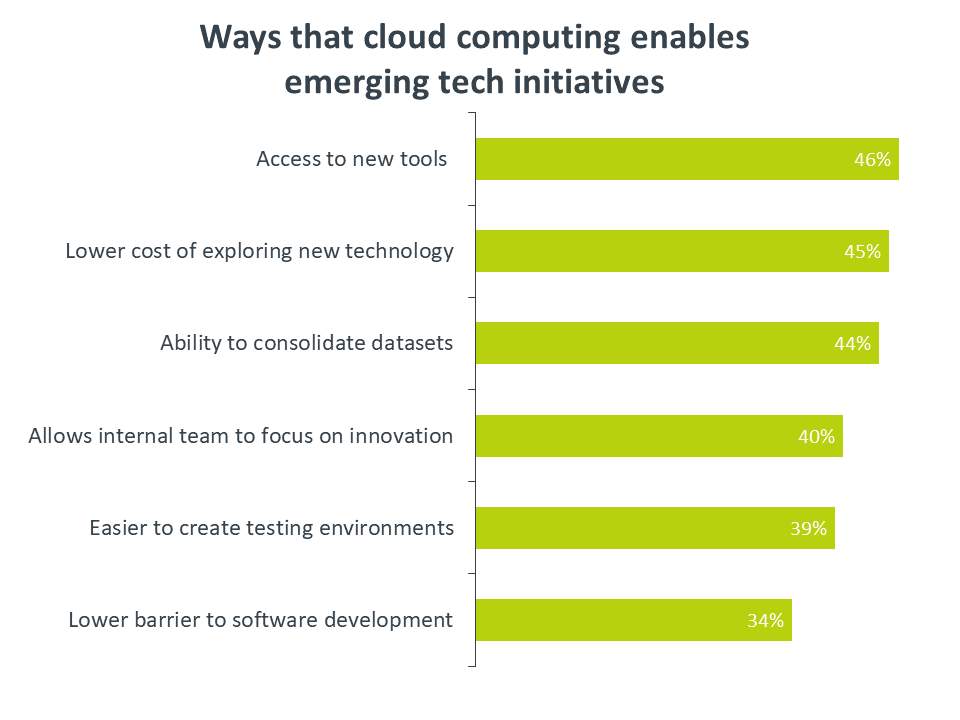 Ways that cloud computing enables
emerging tech initiatives
Access to new tools 46%
Lower cost of exploring new technology 45%
Ability to consolidate datasets 44%
Allows internal team to focus on innovation 40%
Easier to create testing environments 39%
Lower barrier to software development 34%